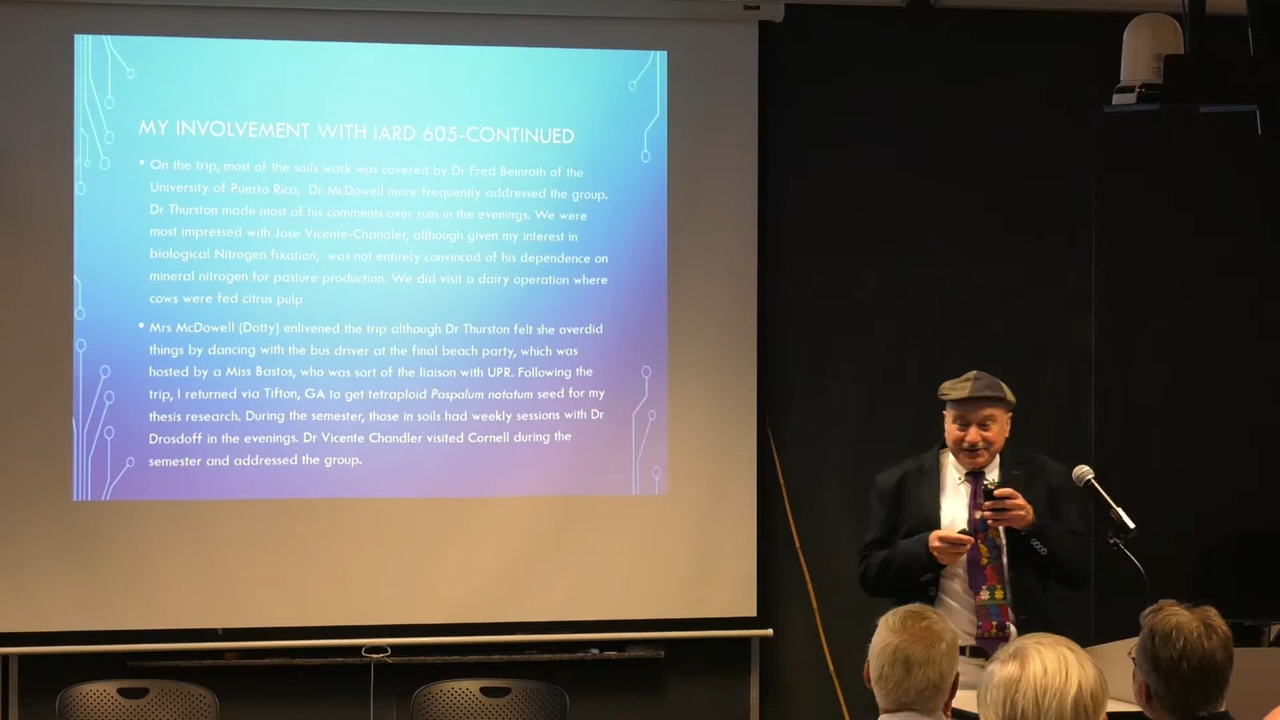 MY INVOLVEMENT WITH IARD 605-CONTINUED
• On the trip, most of the soils work was covered by Dr Fred Beinroth of the
University of Puerto Rico. Dr McDowell more frequently addressed the group.
Dr Thurston made most of his comments over rum in the evenings. We were
most impressed with Jose Vicente-Chandler, although given my interest in
biological Nitrogen fixation, was not entirely convinced of his dependence on
mineral nitrogen for pasture production. We did visit a dairy operation where
cows were fed citrus pulp
• Mrs McDowell (Dotty) enlivened the trip although Dr Thurston felt she overdid
things by dancing with the bus driver at the final beach party, which was
hosted by a Miss Bastos, who was sort of the liaison with UPR. Following the
trip, I returned via Tifton, GA to get tetraploid Paspalum notatum seed for my
thesis research. During the semester, those in soils had weekly sessions with Dr
Drosdoff in the evenings. Dr Vicente Chandler visited Cornell during the
semester and addressed the group.